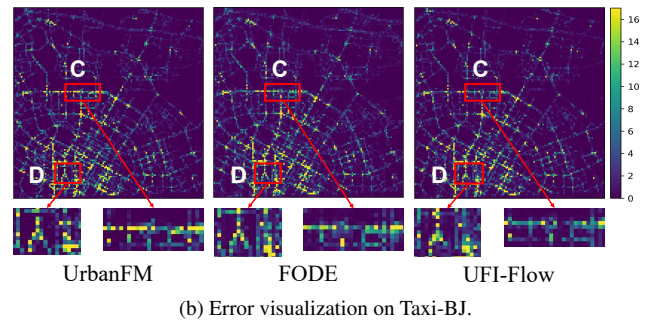 C
D
C
D
C
D
16
14
12
10
8
6
4
2
0
UrbanFM
FODE
UFI-Flow
(b) Error visualization on Taxi-BJ.